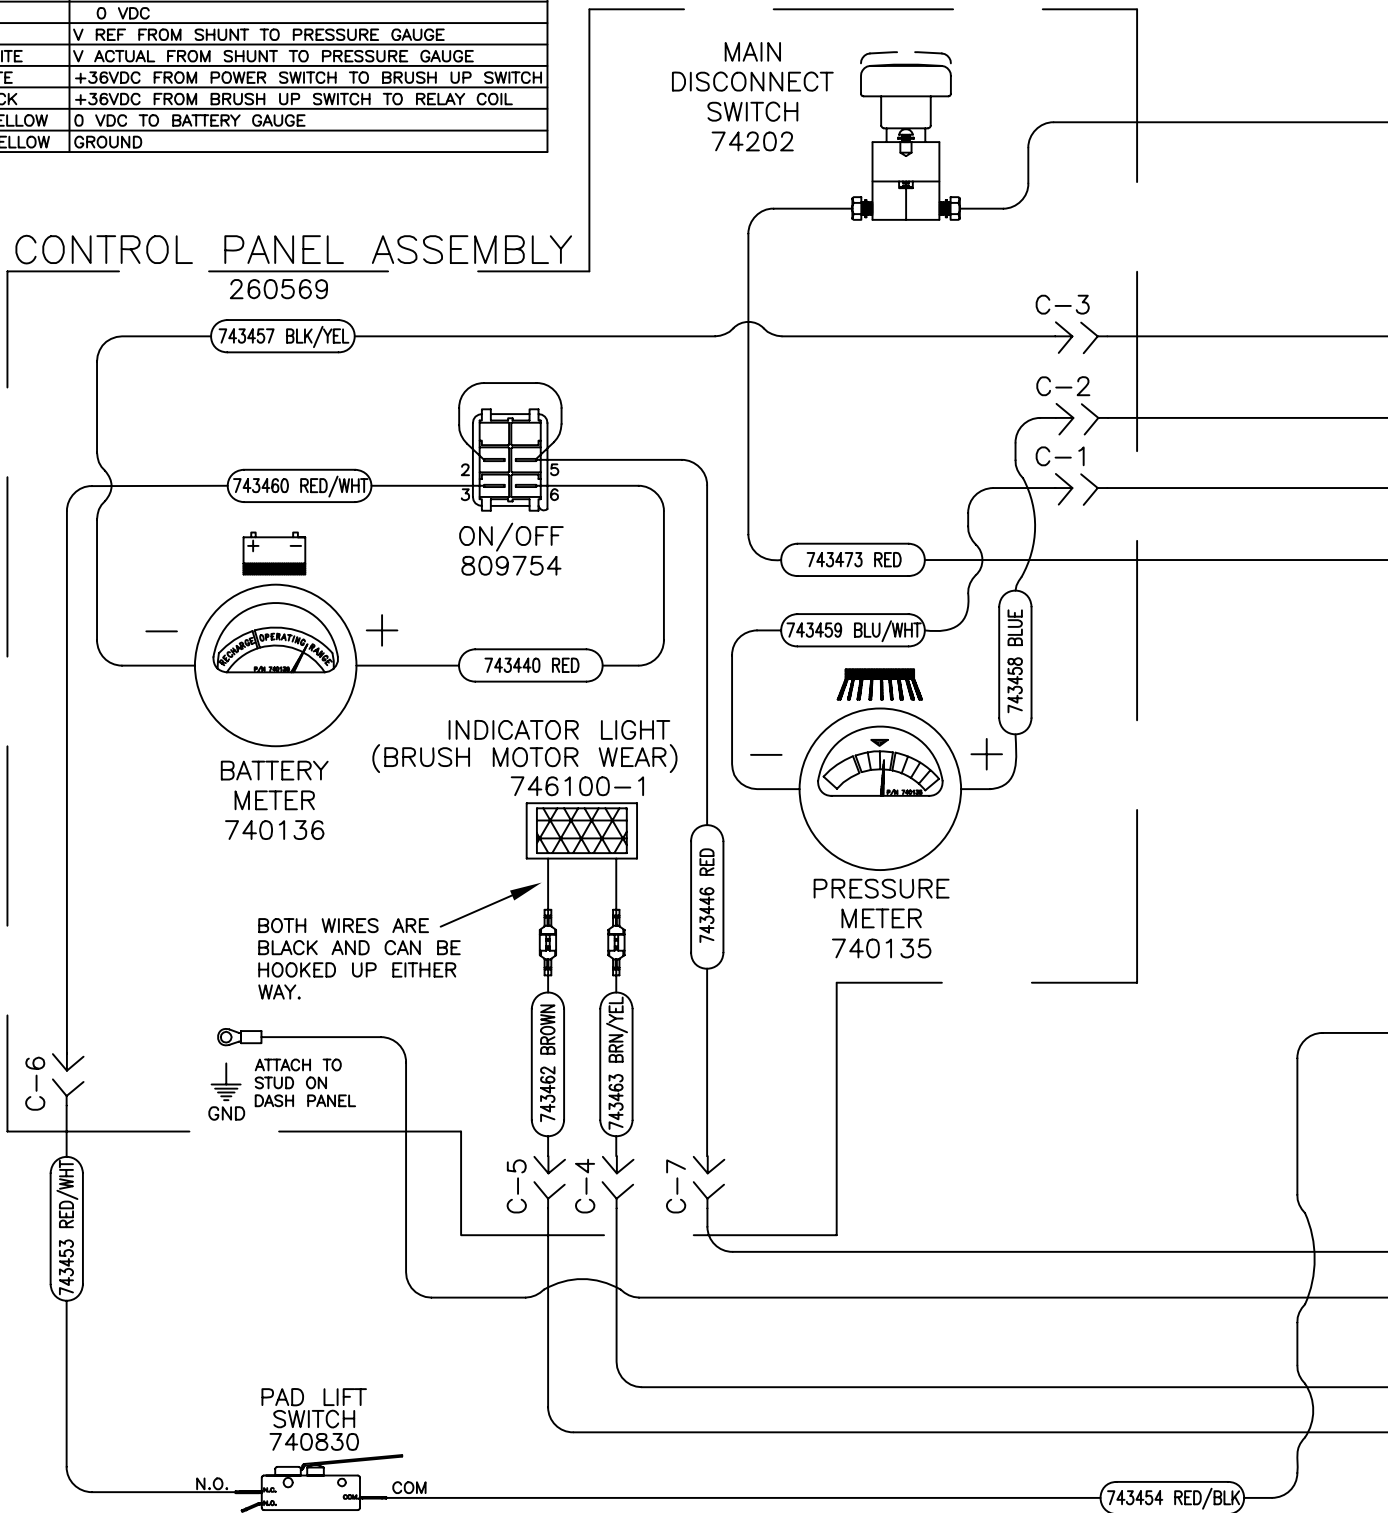 0 VDC
V REF FROM SHUNT TO PRESSURE GAUGE
ITE V ACTUAL FROM SHUNT TO PRESSURE GAUGE
TE +36VDC FROM POWER SWITCH TO BRUSH UP SWITCH
CK +36VDC FROM BRUSH UP SWITCH TO RELAY COIL
ELLOW 0 VDC TO BATTERY GAUGE
ELLOW GROUND
MAIN
DISCONNECT
SWITCH
74202
CONTROL PANEL ASSEMBLY
260569
743457 BLK/YEL
C-3
C-2
C-1
2
5
3
6
743460 RED/WHT
ON/OFF
809754
743473 RED
+ −
− +
RECHARGE OPERATING RANGE
P/N 740136
743440 RED
743459 BLU/WHT
743458 BLUE
BATTERY
METER
740136
INDICATOR LIGHT
(BRUSH MOTOR WEAR)
746100-1
− +
P/N 740135
PRESSURE
METER
740135
743446 RED
BOTH WIRES ARE
BLACK AND CAN BE
HOOKED UP EITHER
WAY.
743462 BROWN
743463 BRN/YEL
C-6
ATTACH TO
STUD ON
DASH PANEL
GND
C-5
C-4
C-7
743453 RED/WHT
PAD LIFT
SWITCH
740830
N.O.
N.O.
N.O.
COM
COM
743454 RED/BLK